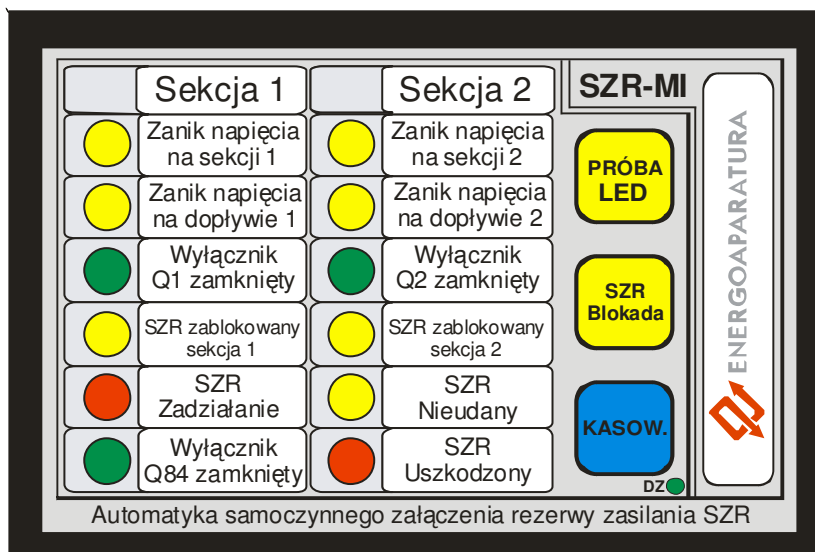 Sekcja 1
Sekcja 2
SZR-MI
Zanik napięcia
na sekcji 1
Zanik napięcia
na sekcji 2
PRÓBA
LED
Zanik napięcia
na dopływie 1
Zanik napięcia
na dopływie 2
Wyłącznik
Q1 zamknięty
Wyłącznik
Q2 zamknięty
SZR
Blokada
SZR zablokowany
sekcja 1
SZR zablokowany
sekcja 2
SZR
Zadziałanie
SZR
Nieudany
KASOW.
Wyłącznik
Q84 zamknięty
SZR
Uszkodzony
DZ
ENERGOAPARATURA
Automatyka samoczynnego załączenia rezerwy zasilania SZR